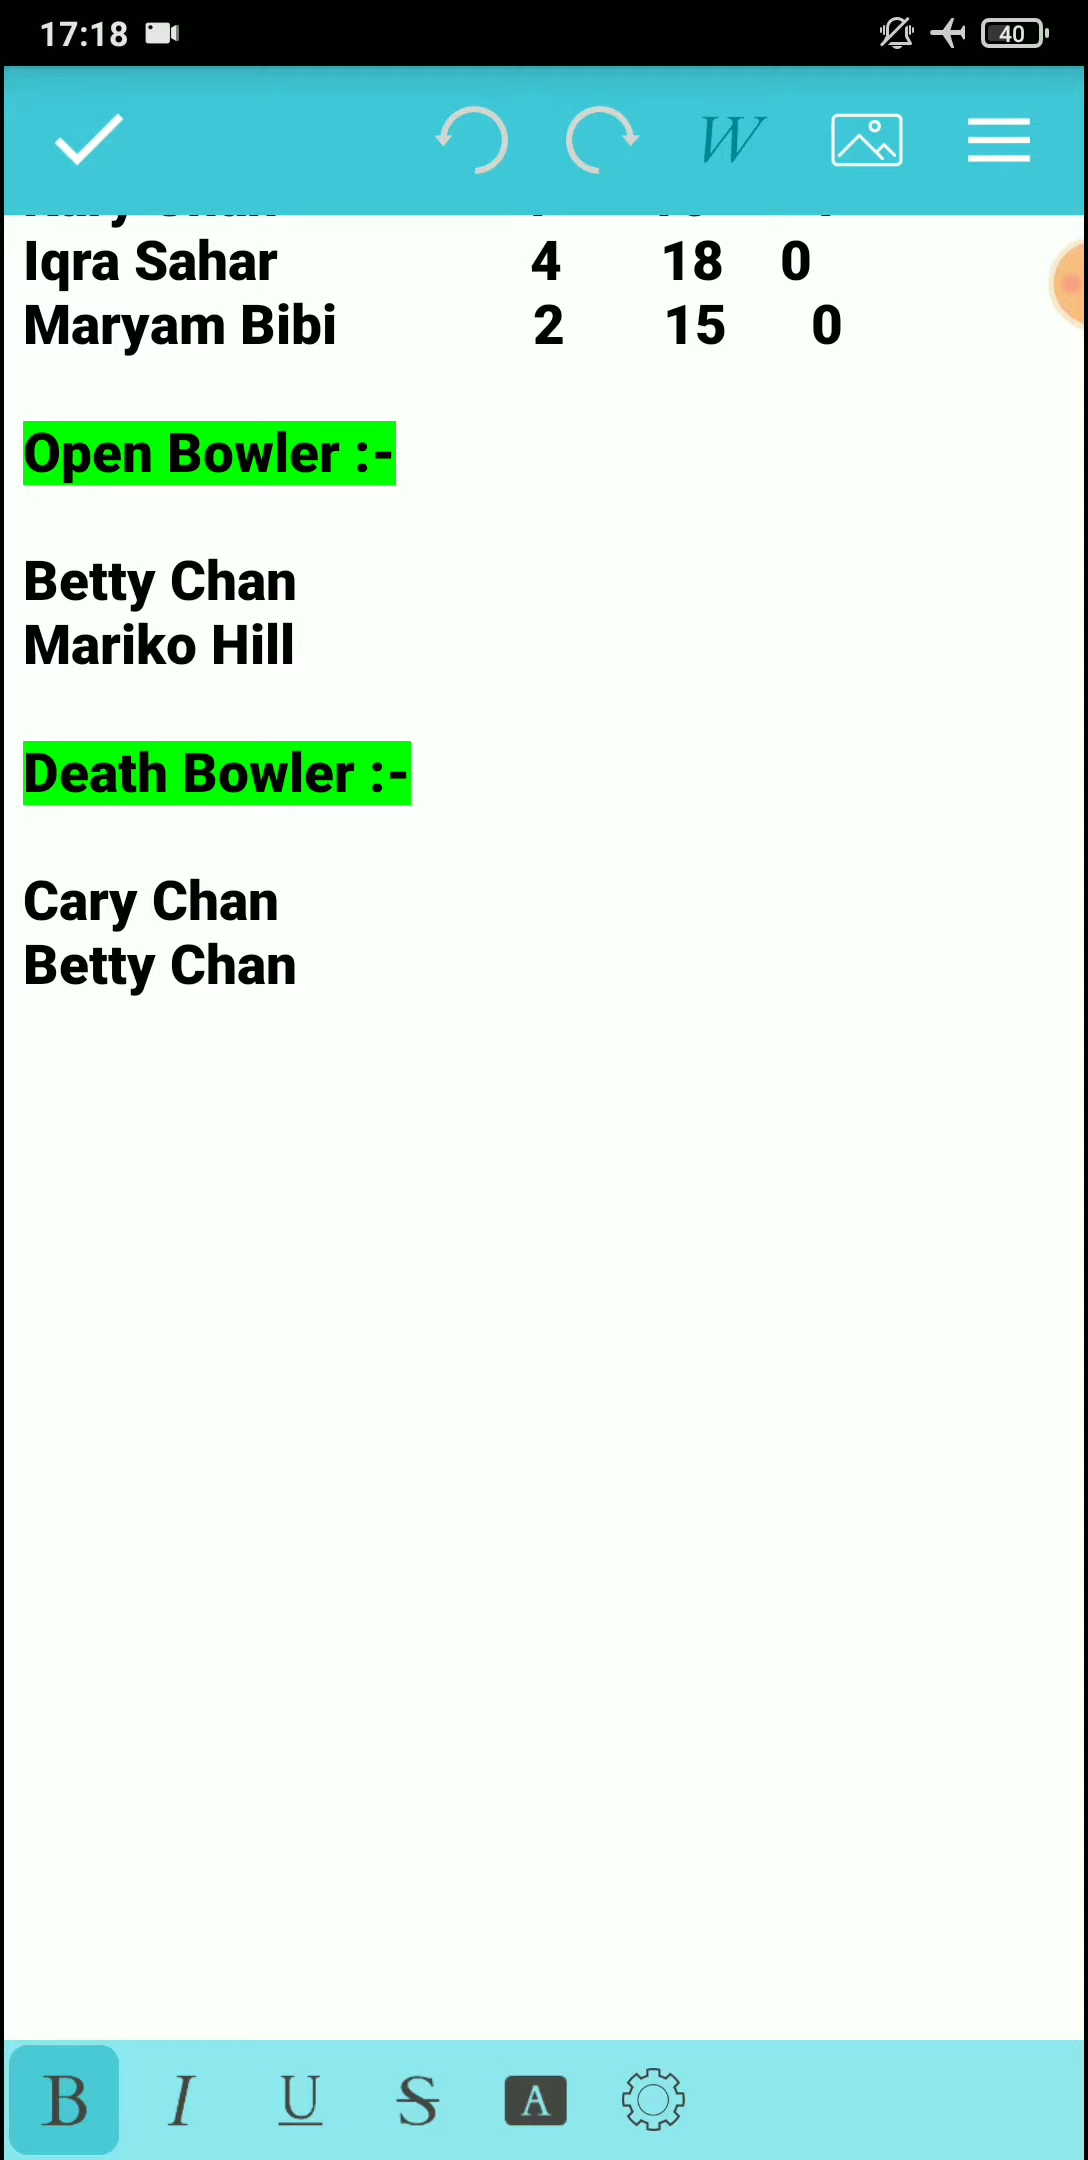 17:18
40
W
Iqra Sahar 4 18 0
Maryam Bibi 2 15 0
Open Bowler :-
Betty Chan
Mariko Hill
Death Bowler :-
Cary Chan
Betty Chan
B I U S A